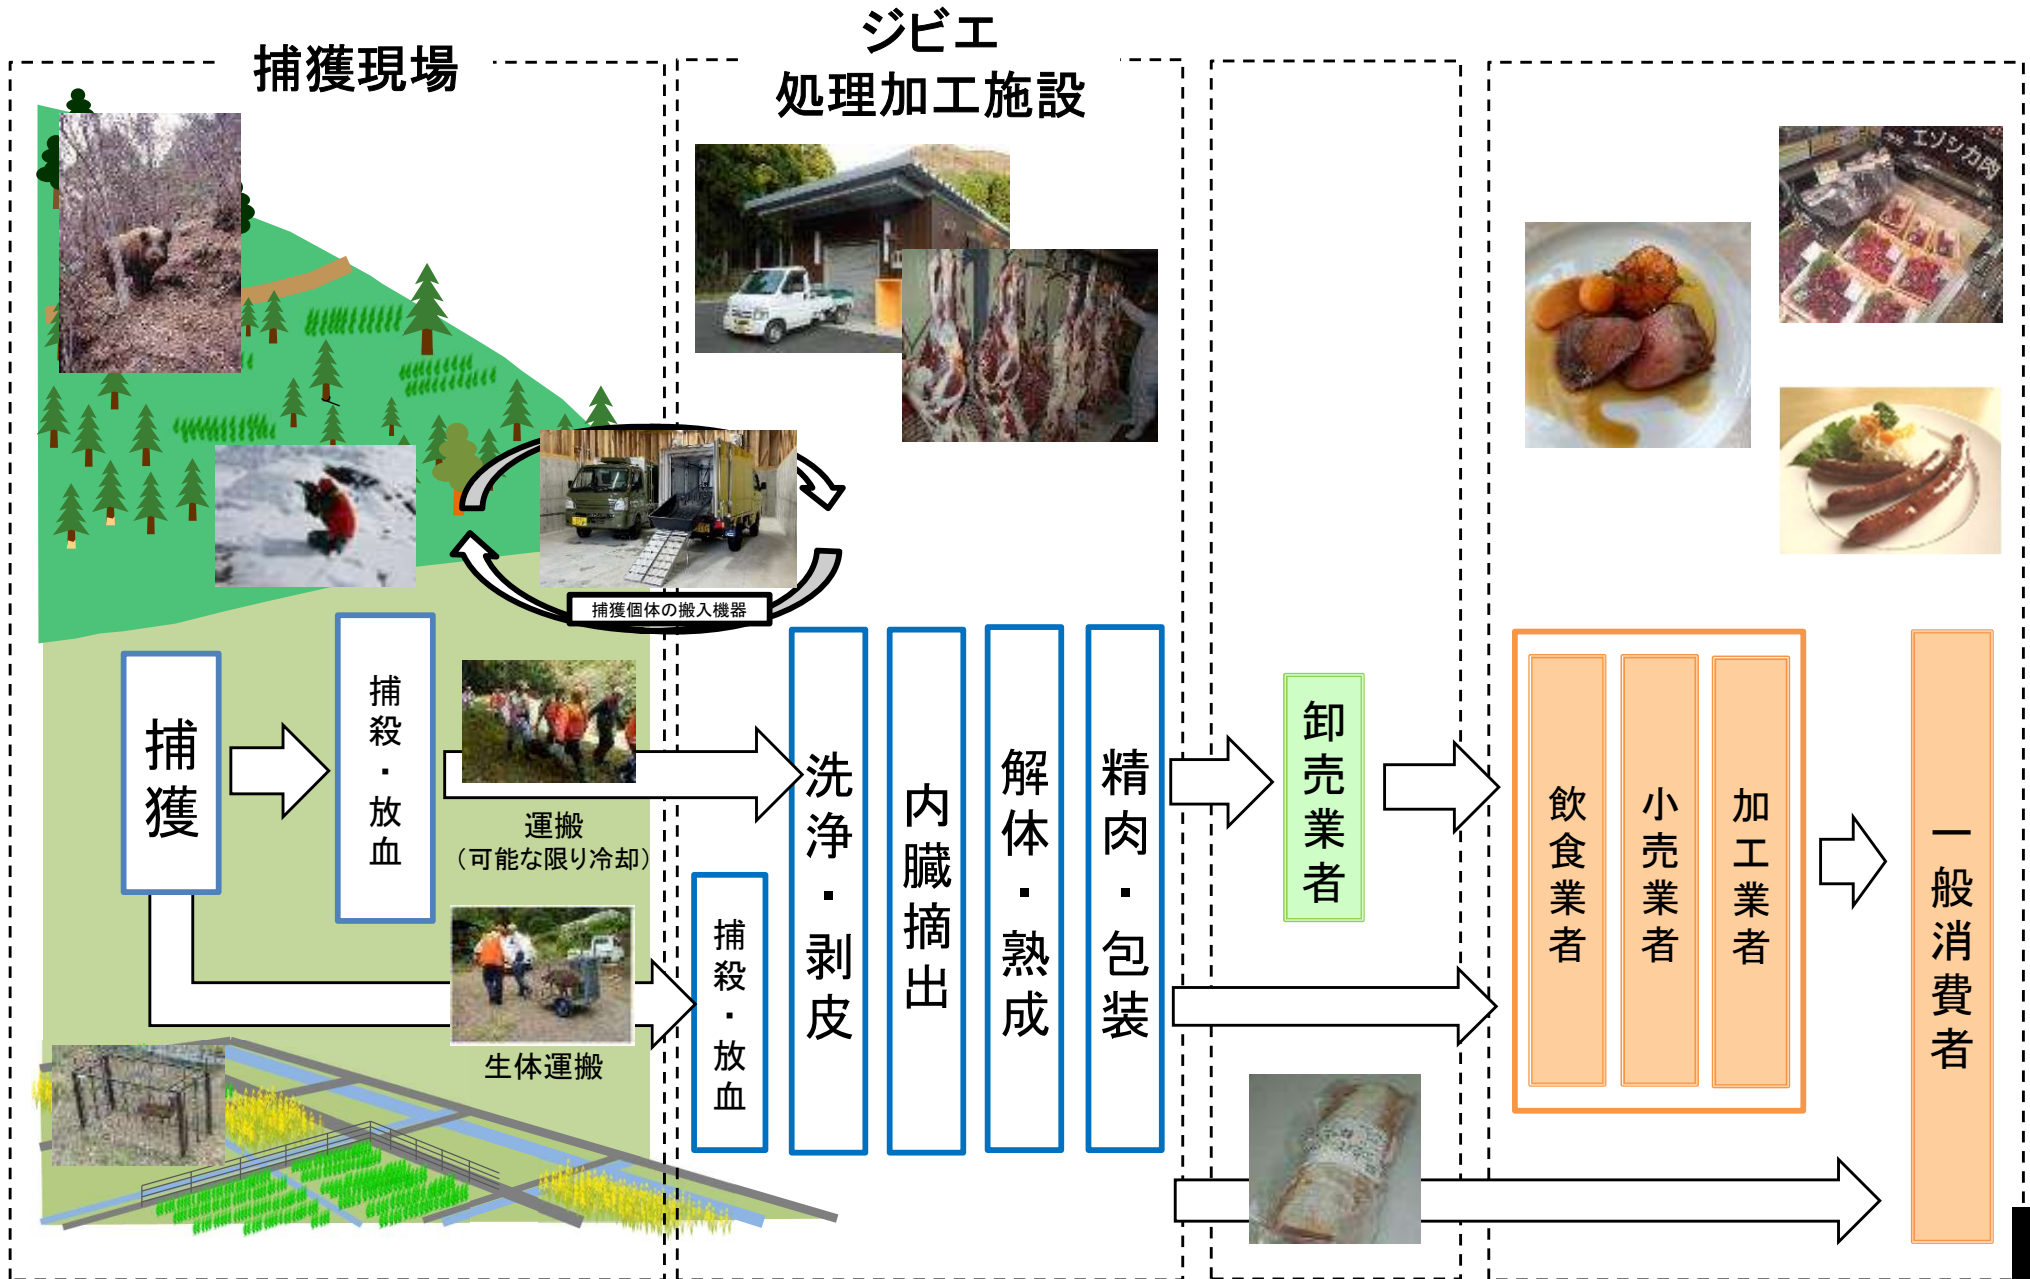 捕獲現場
ジビエ
処理加工施設
エゾシカ肉
捕獲個体の搬入機器
捕獲
捕殺・放血
運搬
（可能な限り冷却）
生体運搬
捕殺・放血
洗浄・剥皮
内臓摘出
解体・熟成
精肉・包装
卸売業者
飲食業者
小売業者
加工業者
一般消費者